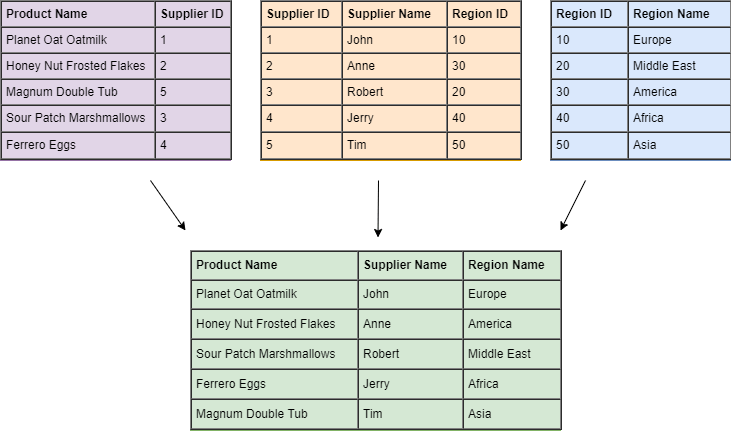 Product Name Supplier ID
Planet Oat Oatmilk 1
Honey Nut Frosted Flakes 2
Magnum Double Tub 5
Sour Patch Marshmallows 3
Ferrero Eggs 4
Supplier ID Supplier Name Region ID
1 John 10
2 Anne 30
3 Robert 20
4 Jerry 40
5 Tim 50
Region ID Region Name
10 Europe
20 Middle East
30 America
40 Africa
50 Asia
Product Name Supplier Name Region Name
Planet Oat Oatmilk John Europe
Honey Nut Frosted Flakes Anne America
Sour Patch Marshmallows Robert Middle East
Ferrero Eggs Jerry Africa
Magnum Double Tub Tim Asia